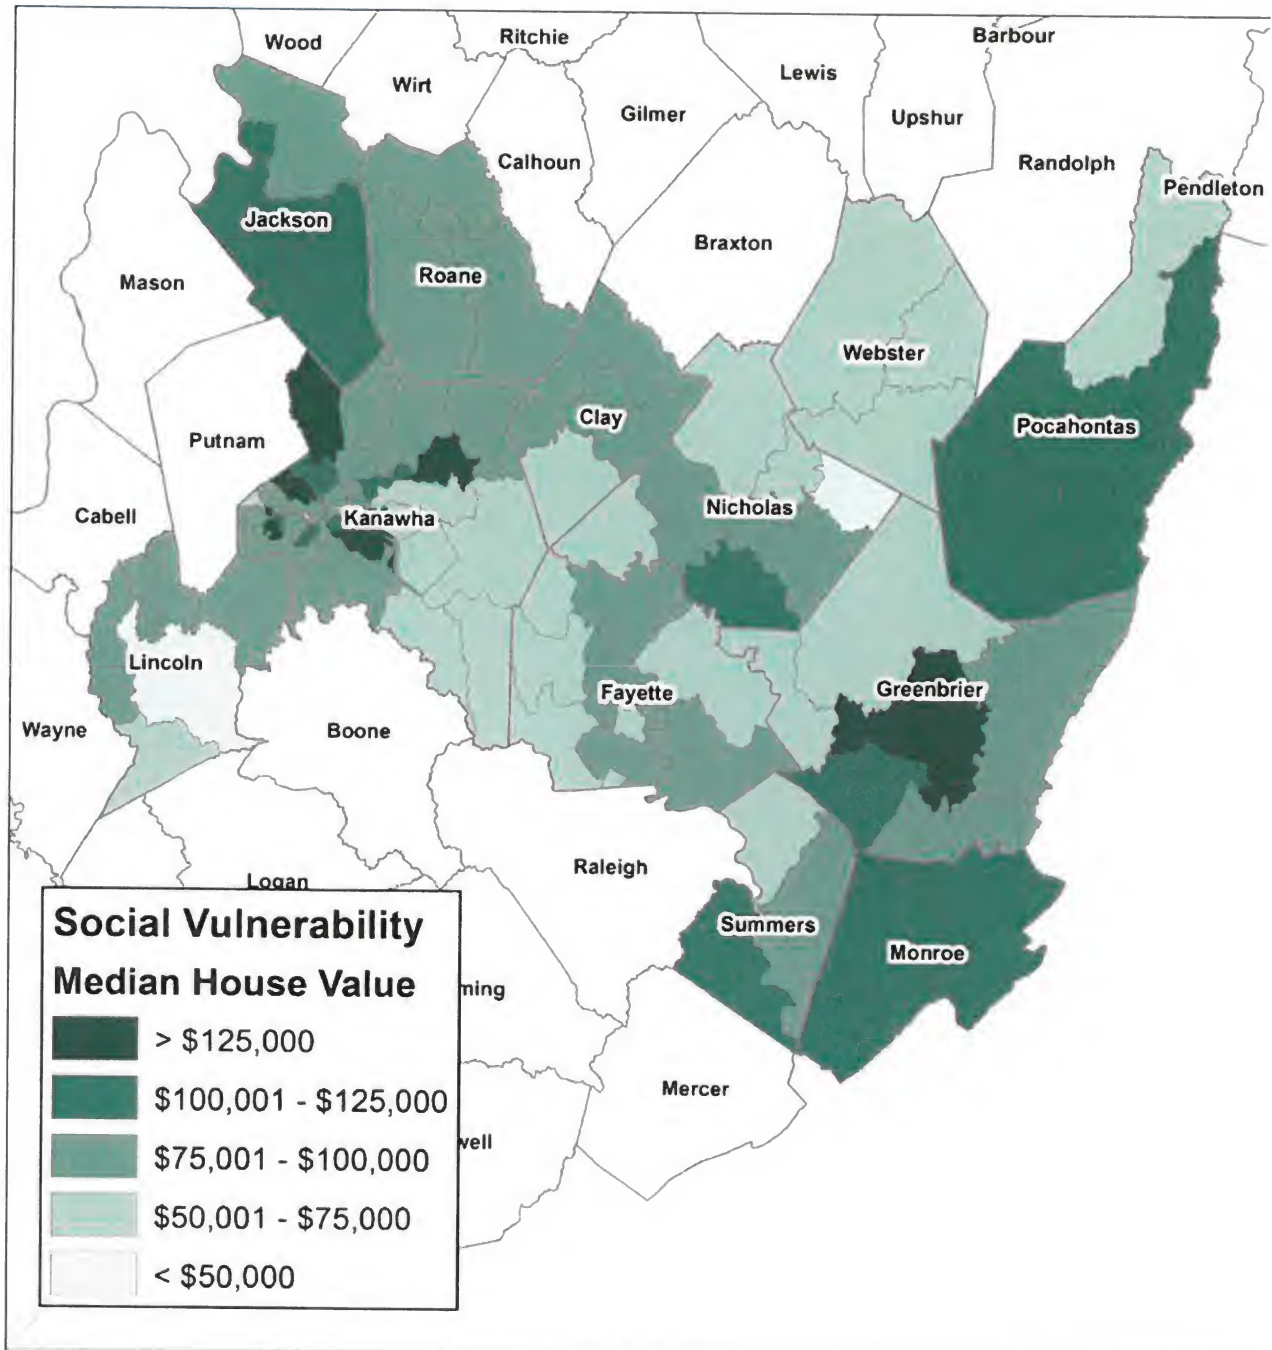 Wood
Ritchie
Barbour
Wirt
Lewis
Gilmer
Upshur
Calhoun
Randolph
Pendleton
Jackson
Braxton
Roane
Mason
Webster
Clay
Pocahontas
Putnam
Nicholas
Cabell
Kanawha
Lincoln
Fayette
Greenbrier
Wayne
Boone
Raleigh
Logan
Summers
Monroe
ming
Mercer
well
Social Vulnerability
Median House Value
> $125,000
$100,001 - $125,000
$75,001 - $100,000
$50,001 - $75,000
< $50,000